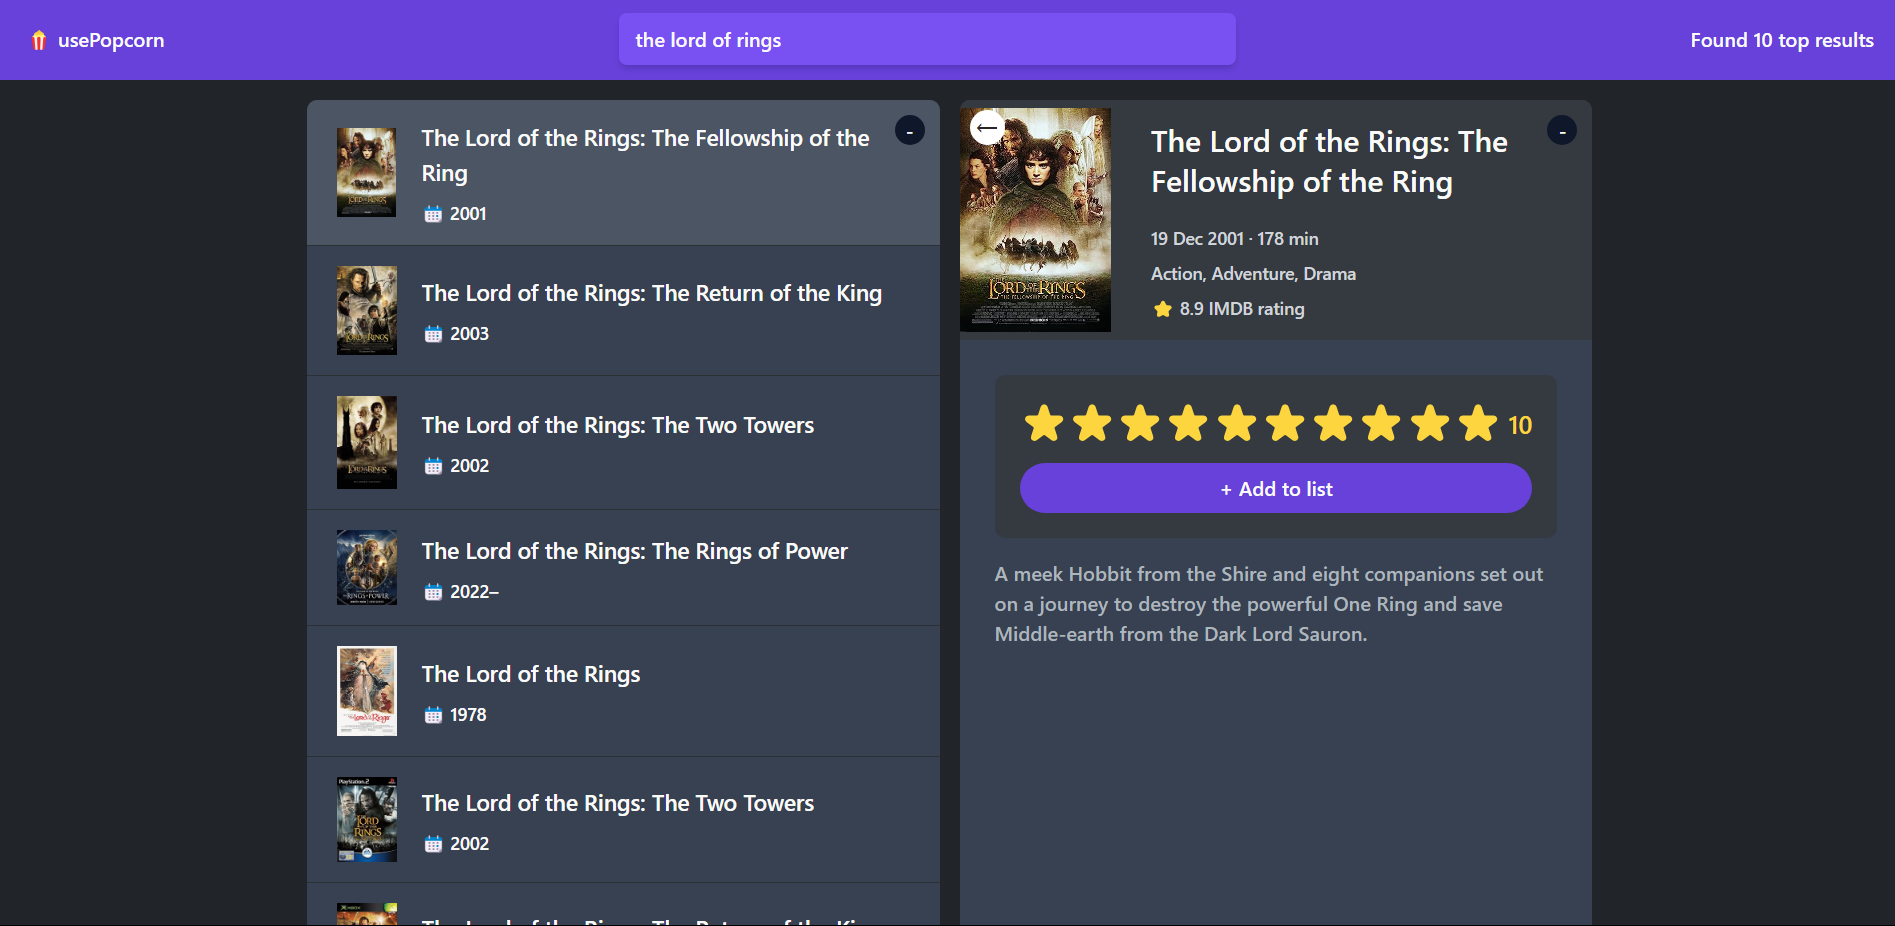 usePopcorn
the lord of rings
Found 10 top results
The Lord of the Rings: The Fellowship of the
Ring
2001
-
The Lord of the Rings: The Return of the King
2003
The Lord of the Rings: The Two Towers
2002
The Lord of the Rings: The Rings of Power
2022–
The Lord of the Rings
1978
PlayStation 2
The Lord of the Rings: The Two Towers
2002
←
The Lord of the Rings: The
Fellowship of the Ring
-
19 Dec 2001 · 178 min
Action, Adventure, Drama
8.9 IMDB rating
10
+ Add to list
A meek Hobbit from the Shire and eight companions set out
on a journey to destroy the powerful One Ring and save
Middle-earth from the Dark Lord Sauron.